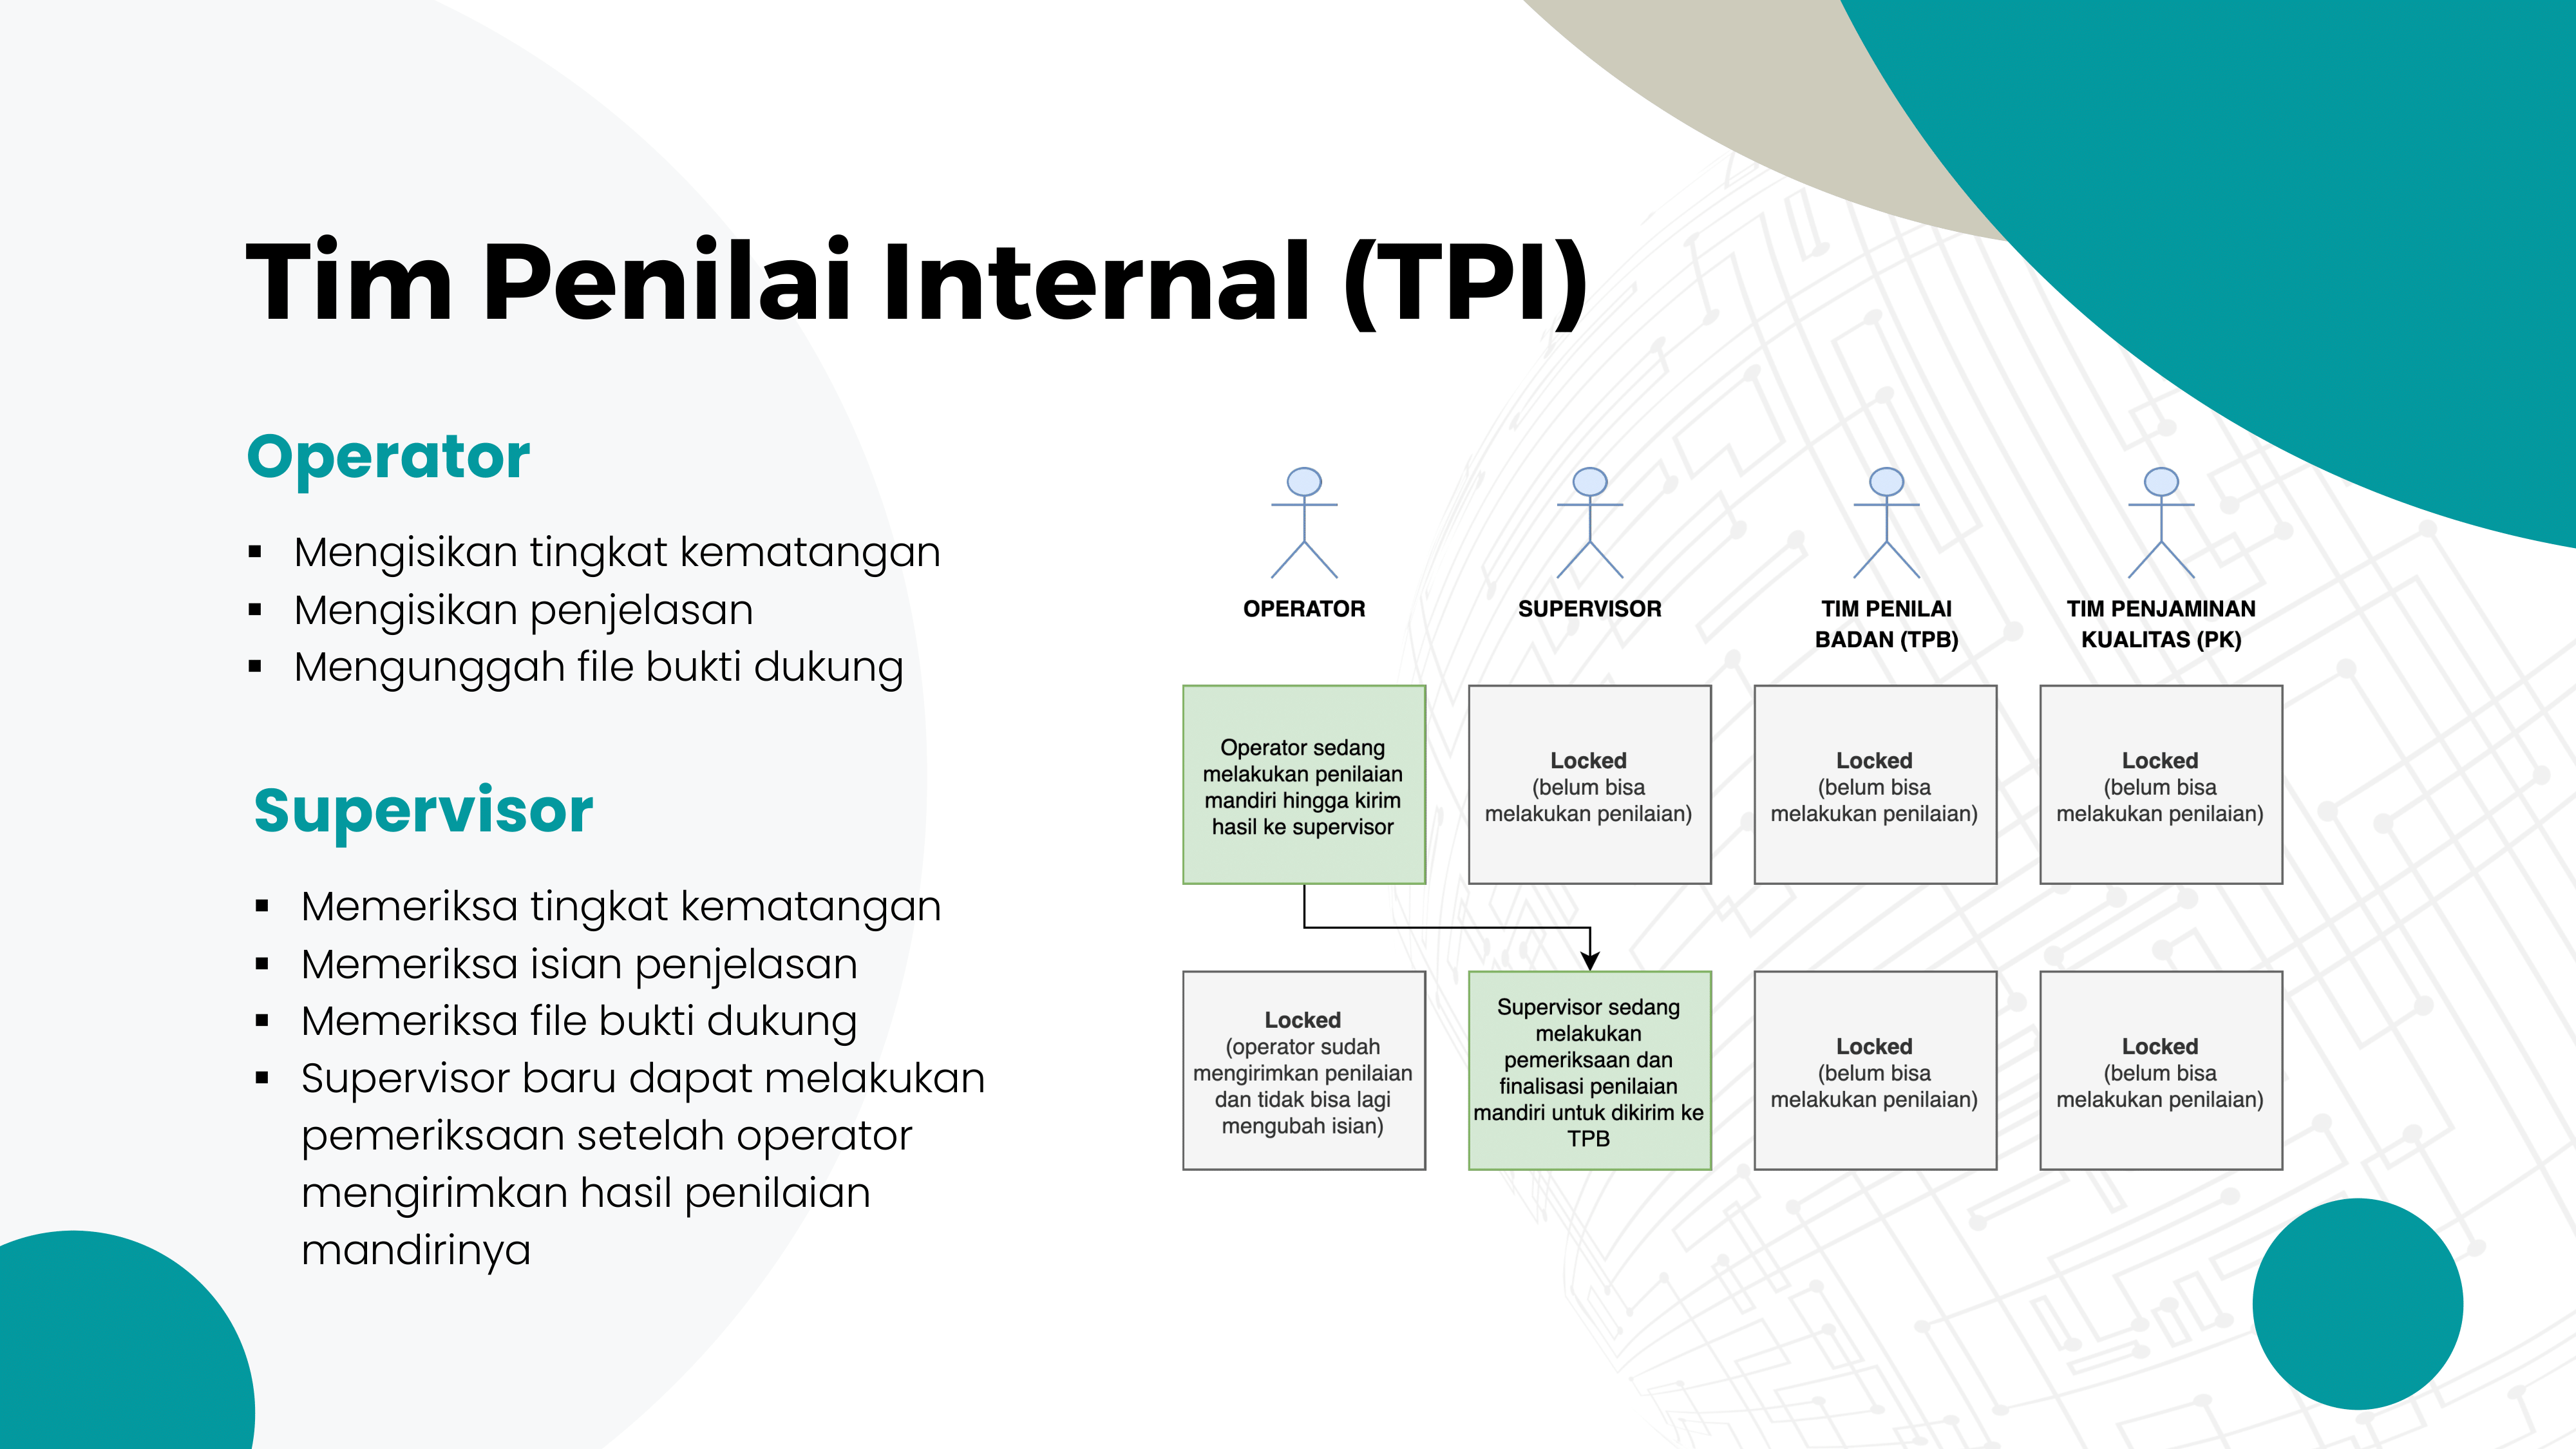 Tim Penilai Internal (TPI)
Operator
▪ Mengisikan tingkat kematangan
▪ Mengisikan penjelasan
▪ Mengunggah file bukti dukung
Supervisor
▪ Memeriksa tingkat kematangan
▪ Memeriksa isian penjelasan
▪ Memeriksa file bukti dukung
▪ Supervisor baru dapat melakukan
pemeriksaan setelah operator
mengirimkan hasil penilaian
mandirinya
OPERATOR
SUPERVISOR
TIM PENILAI
BADAN (TPB)
TIM PENJAMINAN
KUALITAS (PK)
Operator sedang
melakukan penilaian
mandiri hingga kirim
hasil ke supervisor
Locked
(belum bisa
melakukan penilaian)
Locked
(belum bisa
melakukan penilaian)
Locked
(belum bisa
melakukan penilaian)
Locked
(operator sudah
mengirimkan penilaian
dan tidak bisa lagi
mengubah isian)
Supervisor sedang
melakukan
pemeriksaan dan
finalisasi penilaian
mandiri untuk dikirim ke
TPB
Locked
(belum bisa
melakukan penilaian)
Locked
(belum bisa
melakukan penilaian)